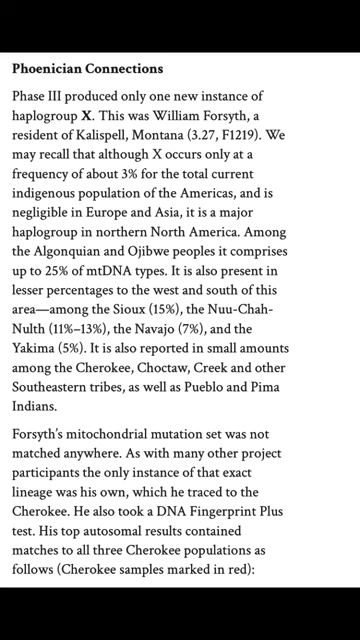 Phoenician Connections
Phase III produced only one new instance of
haplogroup X. This was William Forsyth, a
resident of Kalispell, Montana (3.27, F1219). We
may recall that although X occurs only at a
frequency of about 3% for the total current
indigenous population of the Americas, and is
negligible in Europe and Asia, it is a major
haplogroup in northern North America. Among
the Algonquian and Ojibwe peoples it comprises
up to 25% of mtDNA types. It is also present in
lesser percentages to the west and south of this
area—among the Sioux (15%), the Nuu-Chah-
Nulth (11%–13%), the Navajo (7%), and the
Yakima (5%). It is also reported in small amounts
among the Cherokee, Choctaw, Creek and other
Southeastern tribes, as well as Pueblo and Pima
Indians.
Forsyth's mitochondrial mutation set was not
matched anywhere. As with many other project
participants the only instance of that exact
lineage was his own, which he traced to the
Cherokee. He also took a DNA Fingerprint Plus
test. His top autosomal results contained
matches to all three Cherokee populations as
follows (Cherokee samples marked in red):